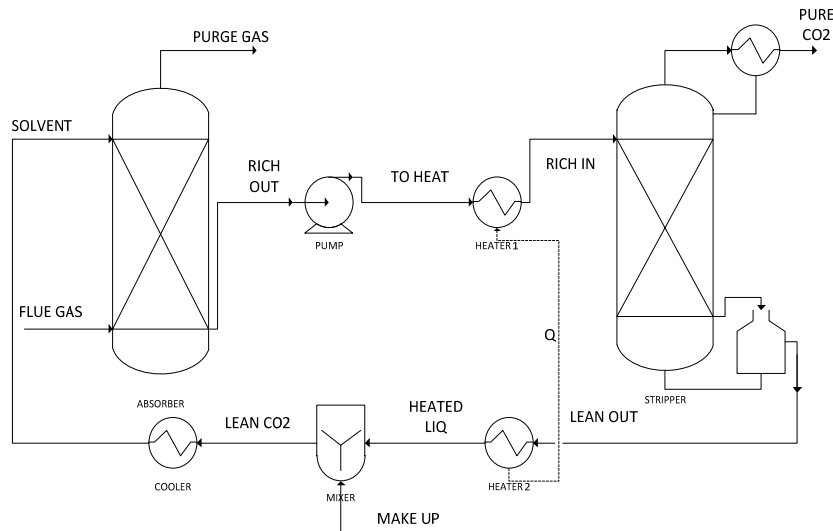 PURE
CO2
PURGE GAS
SOLVENT
RICH
OUT
TO HEAT
RICH IN
PUMP
HEATER 1
FLUE GAS
Q
ABSORBER
STRIPPER
LEAN CO2
HEATED
LIQ
LEAN OUT
COOLER
MIXER
HEATER 2
MAKE UP